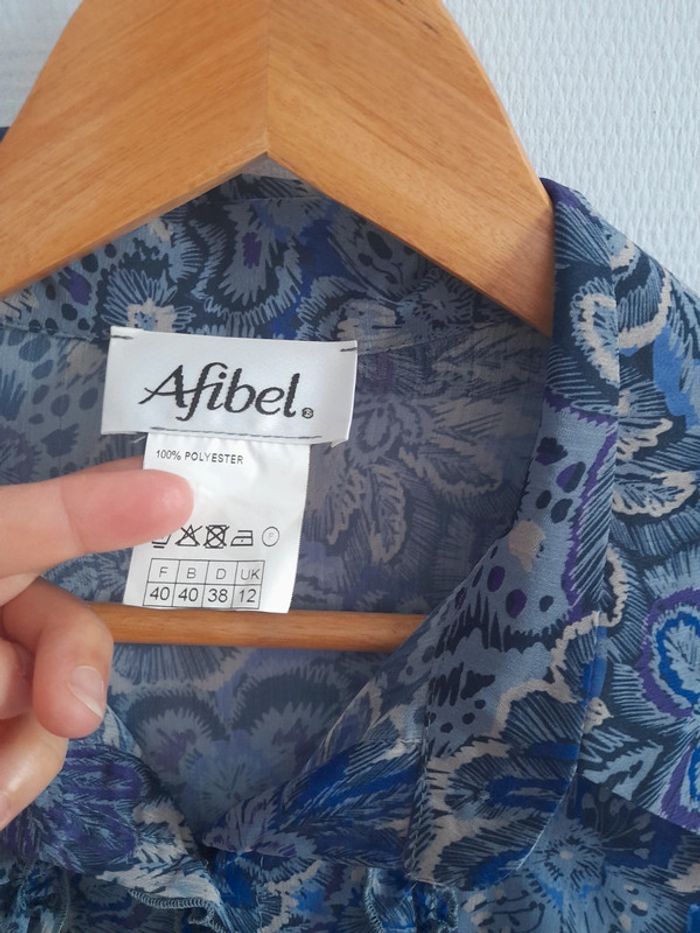 Afibel®
100% POLYESTER
F B D UK
40 40 38 12